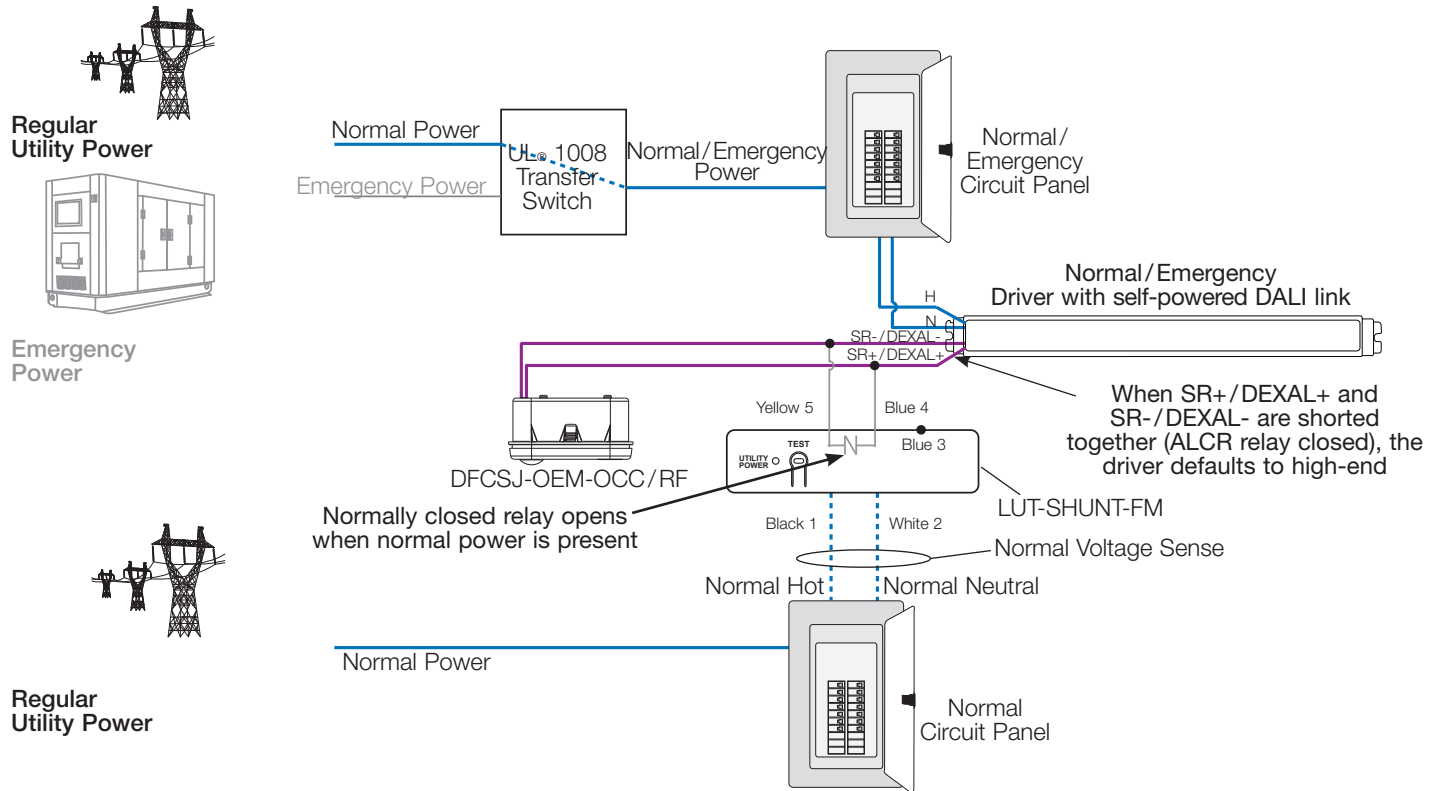 Regular
Utility Power
Normal Power
Emergency Power
UL® 1008
Transfer
Switch
Normal/Emergency
Power
Normal/
Emergency
Circuit Panel
Emergency
Power
Normal/Emergency
Driver with self-powered DALI link
H
N
SR-/DEXAL-
SR+/DEXAL+
When SR+/DEXAL+ and
SR-/DEXAL- are shorted
together (ALCR relay closed), the
driver defaults to high-end
DFCSJ-OEM-OCC/RF
Yellow 5
Blue 4
Blue 3
TEST
UTILITY
POWER
N
LUT-SHUNT-FM
Normally closed relay opens
when normal power is present
Black 1
White 2
Normal Voltage Sense
Normal Hot
Normal Neutral
Normal Power
Regular
Utility Power
Normal
Circuit Panel